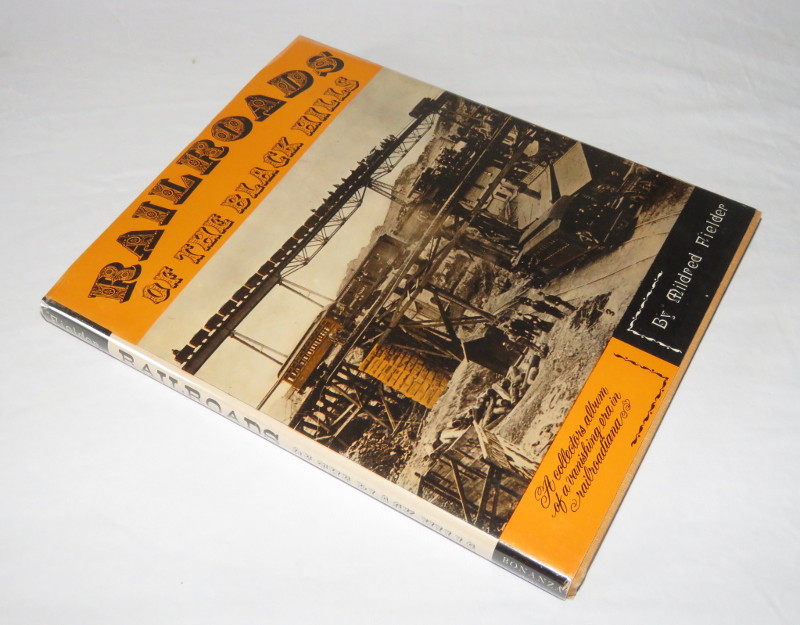 RAILROADS
OF THE BLACK HILLS
By Mildred Fielder
A collectors album
of a vanishing era in
railroadiana
Fielder
RAILROADS
OF THE BLACK HILLS
BONANZA